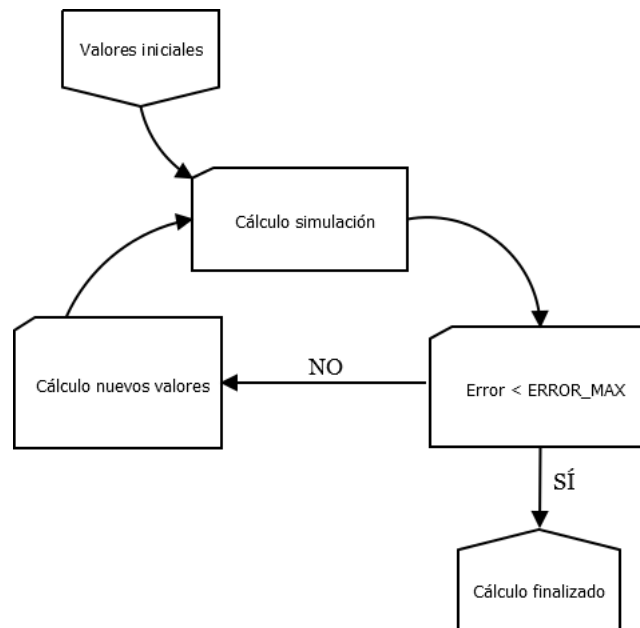 Valores iniciales
Cálculo simulación
Cálculo nuevos valores
NO
Error < ERROR_MAX
SÍ
Cálculo finalizado